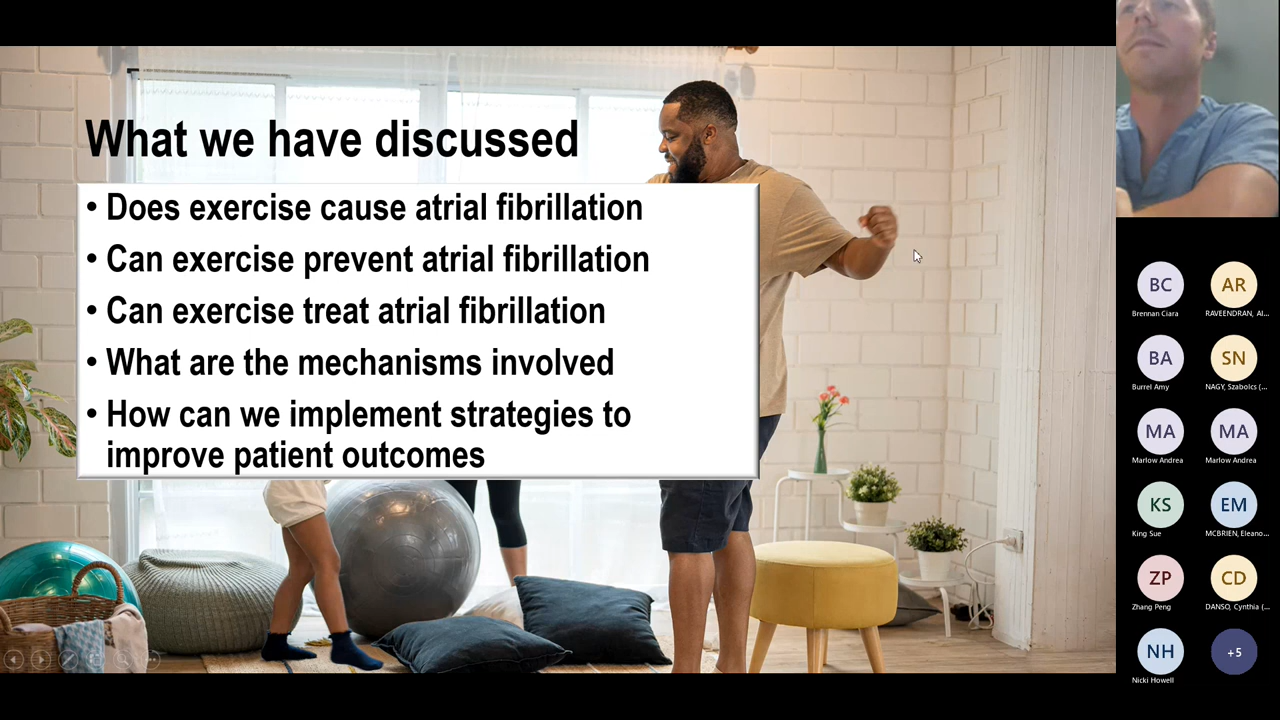 What we have discussed
• Does exercise cause atrial fibrillation
• Can exercise prevent atrial fibrillation
• Can exercise treat atrial fibrillation
• What are the mechanisms involved
• How can we implement strategies to
improve patient outcomes
BC
AR
Brennan Ciara
RAVEENDRAN, Al...
BA
SN
Burrel Amy
NAGY, Szabolcs (...
MA
MA
Marlow Andrea
Marlow Andrea
KS
EM
King Sue
MCBRIEN, Eleano...
ZP
CD
Zhang Peng
DANSO, Cynthia (...
NH
+5
Nicki Howell